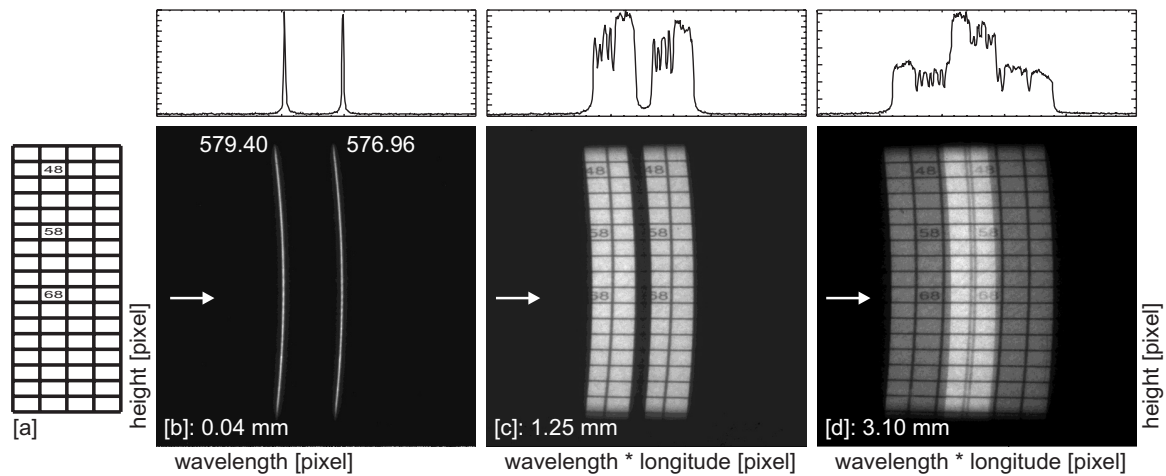 579.40
576.96
48
58
68
48
48
58
58
68
68
48
48
58
58
68
68
[a]
height [pixel]
[b]: 0.04 mm
[c]: 1.25 mm
[d]: 3.10 mm
height [pixel]
wavelength [pixel]
wavelength * longitude [pixel]
wavelength * longitude [pixel]